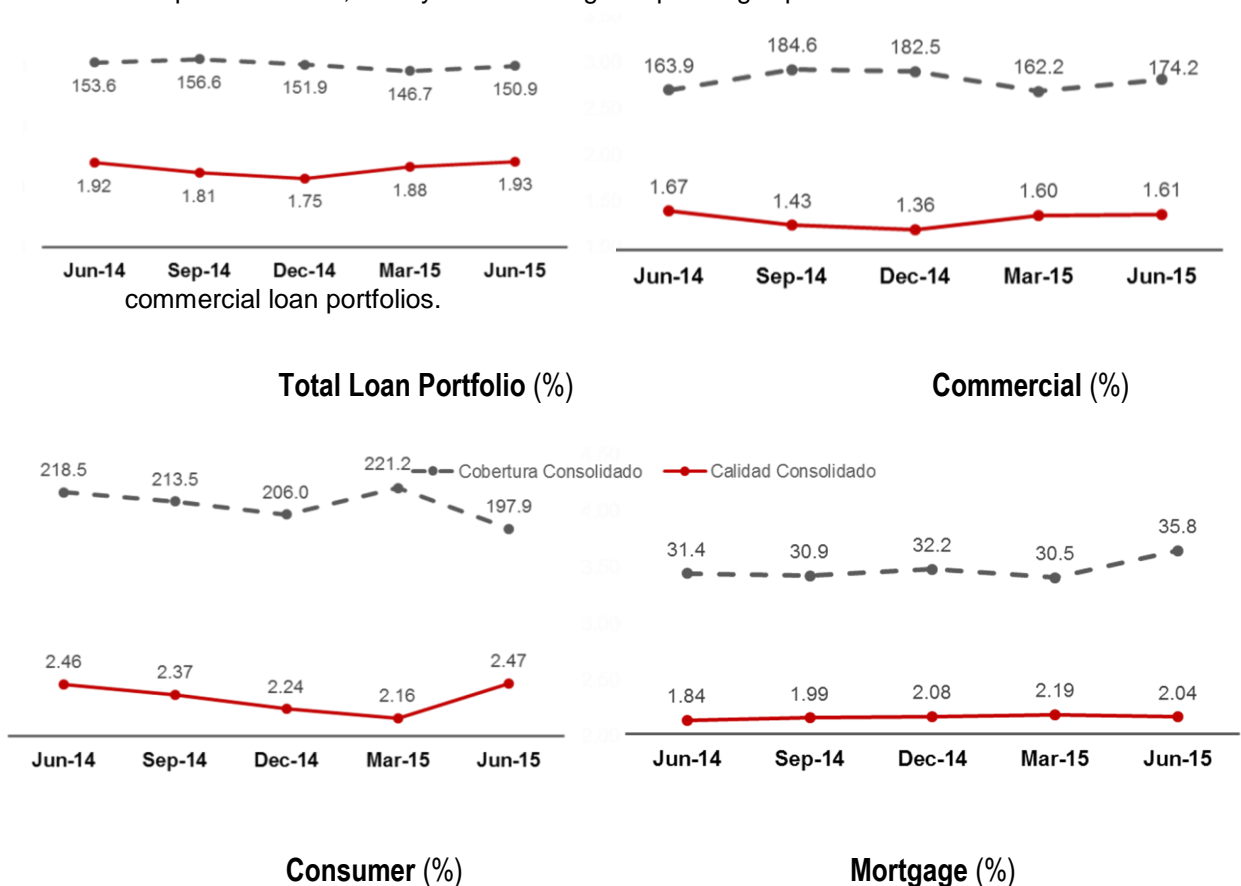 153.6 156.6 151.9 146.7 150.9
1.92 1.81 1.75 1.88 1.93
Jun-14 Sep-14 Dec-14 Mar-15 Jun-15
163.9 184.6 182.5 162.2 174.2
1.67 1.43 1.36 1.60 1.61
Jun-14 Sep-14 Dec-14 Mar-15 Jun-15
commercial loan portfolios.
Total Loan Portfolio (%)
Commercial (%)
218.5 213.5 206.0 221.2 197.9
Cobertura Consolidado Calidad Consolidado
2.46 2.37 2.24 2.16 2.47
Jun-14 Sep-14 Dec-14 Mar-15 Jun-15
31.4 30.9 32.2 30.5 35.8
1.84 1.99 2.08 2.19 2.04
Jun-14 Sep-14 Dec-14 Mar-15 Jun-15
Consumer (%)
Mortgage (%)